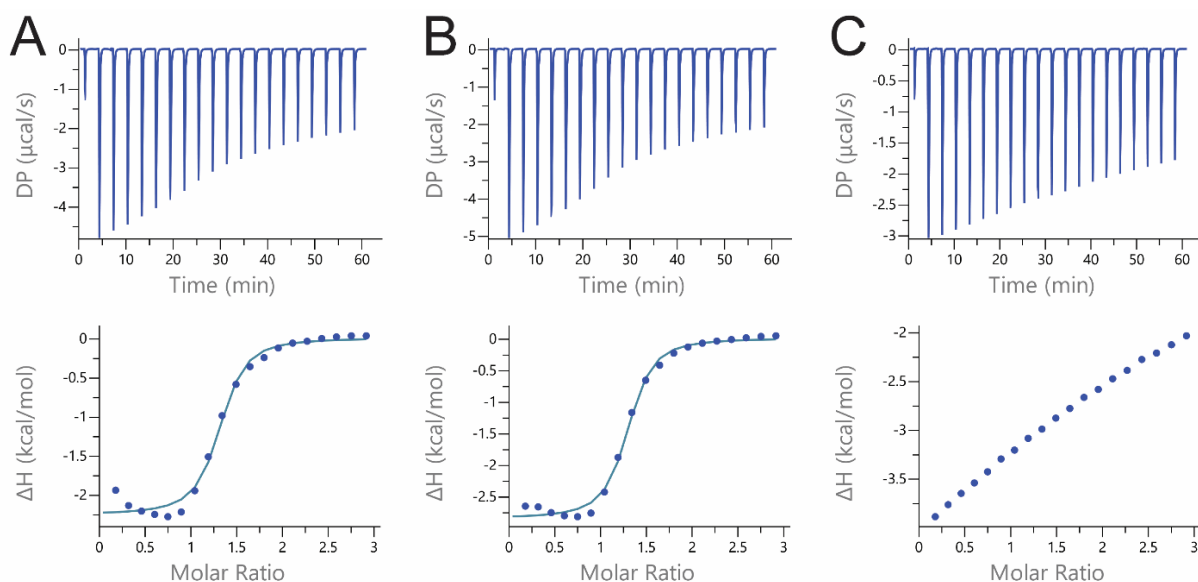 A
B
C
0
-1
-2
-3
-4
DP (µcal/s)
0 10 20 30 40 50 60
Time (min)
0
-1
-2
-3
-4
-5
DP (µcal/s)
0 10 20 30 40 50 60
Time (min)
0
-0.5
-1
-1.5
-2
-2.5
-3
DP (µcal/s)
0 10 20 30 40 50 60
Time (min)
0
-0.5
-1
-1.5
-2
ΔH (kcal/mol)
0 0.5 1 1.5 2 2.5 3
Molar Ratio
0
-0.5
-1
-1.5
-2
-2.5
ΔH (kcal/mol)
0 0.5 1 1.5 2 2.5 3
Molar Ratio
-2
-2.5
-3
-3.5
ΔH (kcal/mol)
0 0.5 1 1.5 2 2.5 3
Molar Ratio